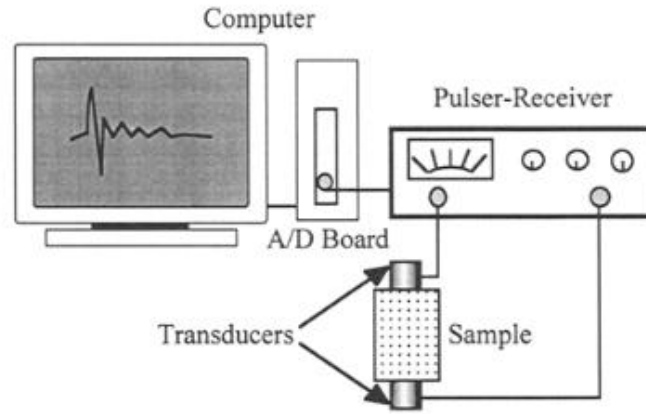 Computer
Pulser-Receiver
A/D Board
Transducers
Sample